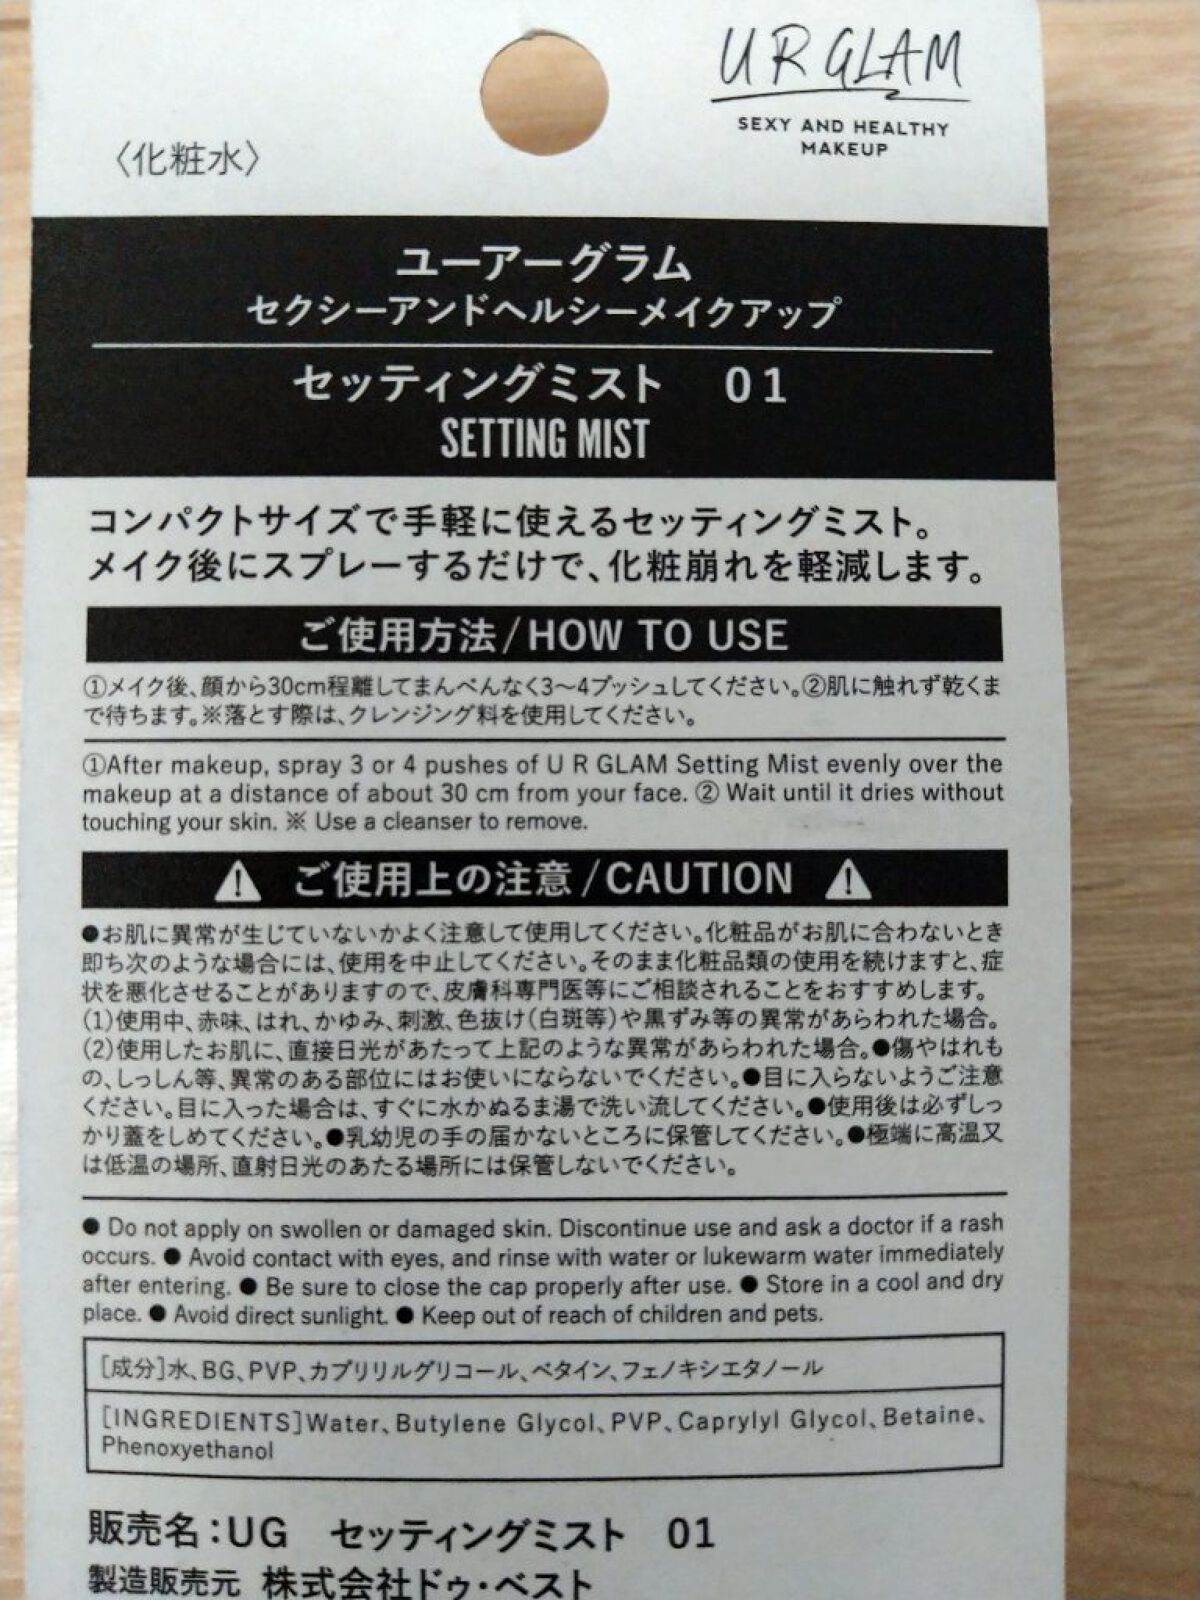 U R GLAM
SEXY AND HEALTHY
MAKEUP
〈化粧水〉
ユーアーグラム
セクシーアンドヘルシーメイクアップ
セッティングミスト 01
SETTING MIST
コンパクトサイズで手軽に使えるセッティングミスト。
メイク後にスプレーするだけで、化粧崩れを軽減します。
ご使用方法/HOW TO USE
①メイク後、顔から30cm程離してまんべんなく3〜4プッシュしてください。②肌に触れず乾くま
で待ちます。※落とす際は、クレンジング料を使用してください。
①After makeup, spray 3 or 4 pushes of U R GLAM Setting Mist evenly over the
makeup at a distance of about 30 cm from your face. ② Wait until it dries without
touching your skin. ※ Use a cleanser to remove.
ご使用上の注意/CAUTION
●お肌に異常が生じていないかよく注意して使用してください。化粧品がお肌に合わないとき
即ち次のような場合には、使用を中止してください。そのまま化粧品類の使用を続けますと、症
状を悪化させることがありますので、皮膚科専門医等にご相談されることをおすすめします。
(1)使用中、赤味、はれ、かゆみ、刺激、色抜け(白斑等)や黒ずみ等の異常があらわれた場合。
(2)使用したお肌に、直接日光があたって上記のような異常があらわれた場合。●傷やはれも
の、しっしん等、異常のある部位にはお使いにならないでください。●目に入らないようご注意
ください。目に入った場合は、すぐに水かぬるま湯で洗い流してください。●使用後は必ずしっ
かり蓋をしめてください。●乳幼児の手の届かないところに保管してください。●極端に高温又
は低温の場所、直射日光のあたる場所には保管しないでください。
● Do not apply on swollen or damaged skin. Discontinue use and ask a doctor if a rash
occurs. ● Avoid contact with eyes, and rinse with water or lukewarm water immediately
after entering. ● Be sure to close the cap properly after use. ● Store in a cool and dry
place. ● Avoid direct sunlight. ● Keep out of reach of children and pets.
[成分]水、BG、PVP、カプリリルグリコール、ベタイン、フェノキシエタノール
[INGREDIENTS]Water、Butylene Glycol、PVP、Caprylyl Glycol、Betaine、
Phenoxyethanol
販売名:UG セッティングミスト 01
製造販売元 株式会社ドゥ・ベスト